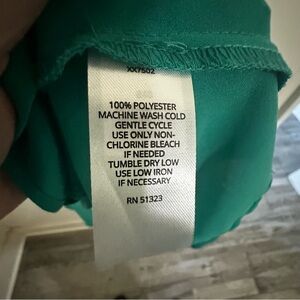 XX7502
100% POLYESTER
MACHINE WASH COLD
GENTLE CYCLE
USE ONLY NON-
CHLORINE BLEACH
IF NEEDED
TUMBLE DRY LOW
USE LOW IRON
IF NECESSARY
RN 51323